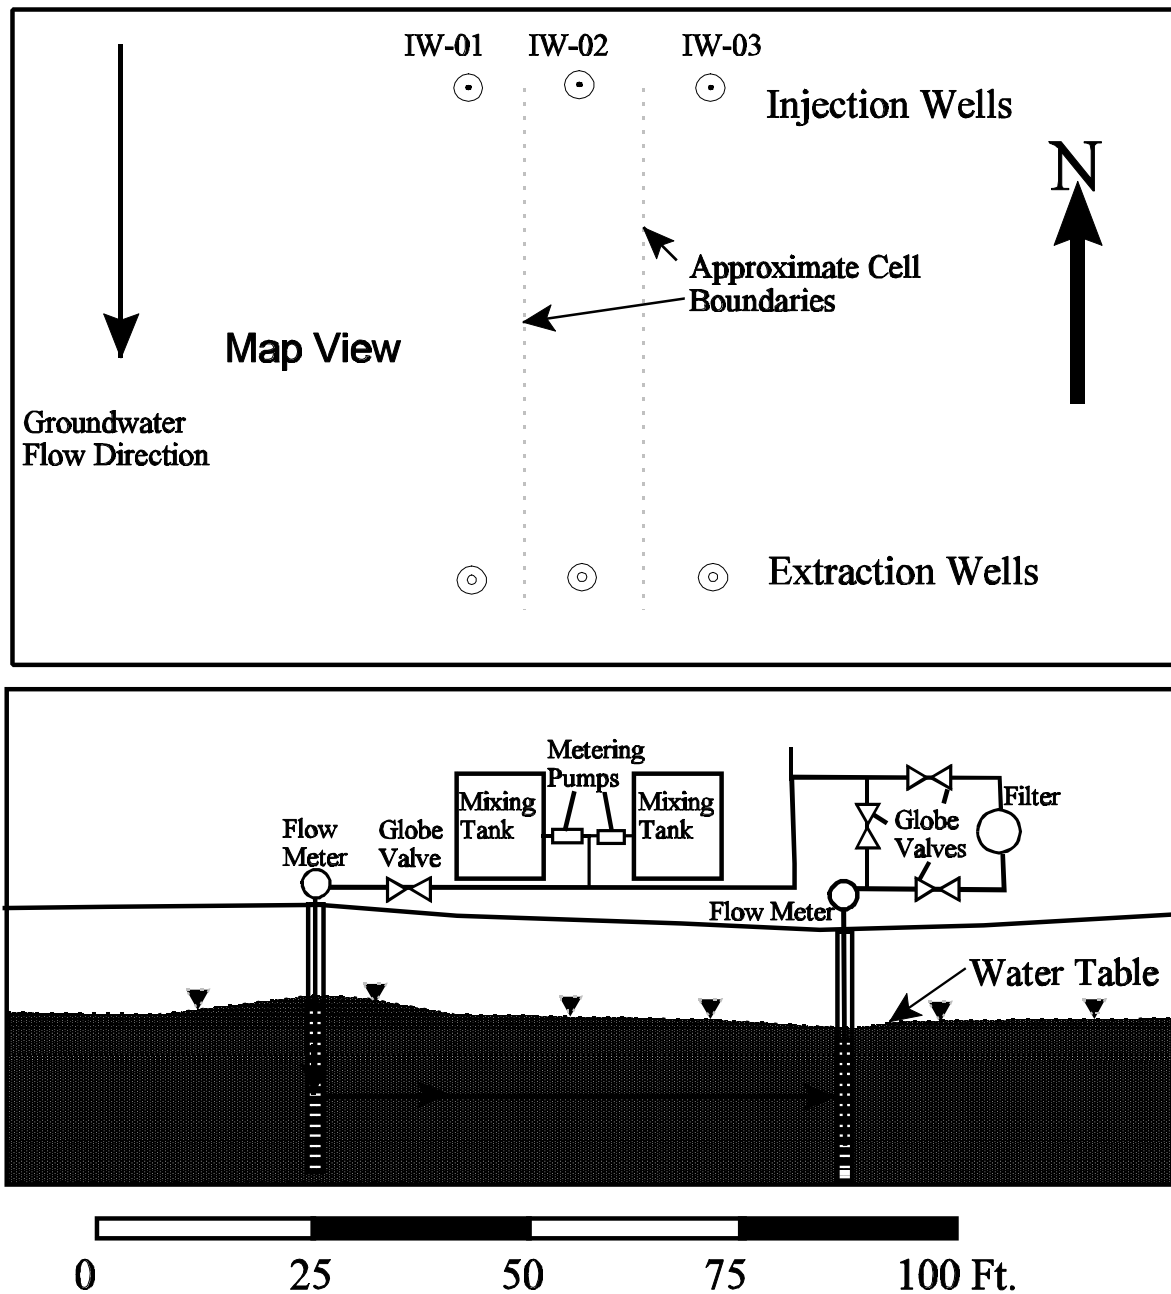 IW-01 IW-02 IW-03
Injection Wells
N
Approximate Cell
Boundaries
Map View
Groundwater
Flow Direction
Extraction Wells
Metering
Pumps
Mixing
Tank
Mixing
Tank
Flow
Meter
Globe
Valve
Filter
Globe
Valves
Flow Meter
Water Table
0 25 50 75 100 Ft.